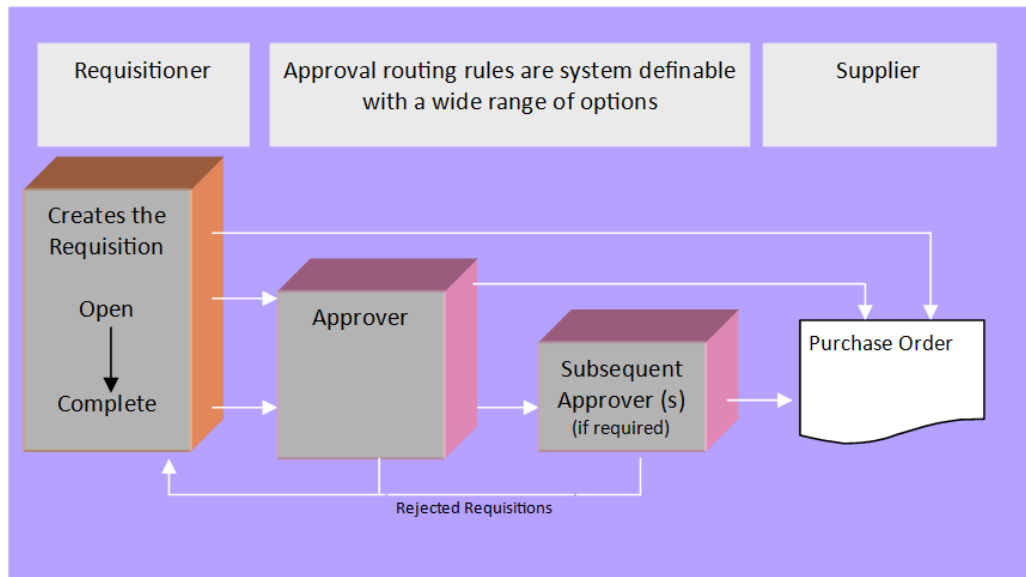 Requisitioner
Approval routing rules are system definable
with a wide range of options
Supplier
Creates the
Requisition
Open
Complete
Approver
Subsequent
Approver (s)
(if required)
Purchase Order
Rejected Requisitions